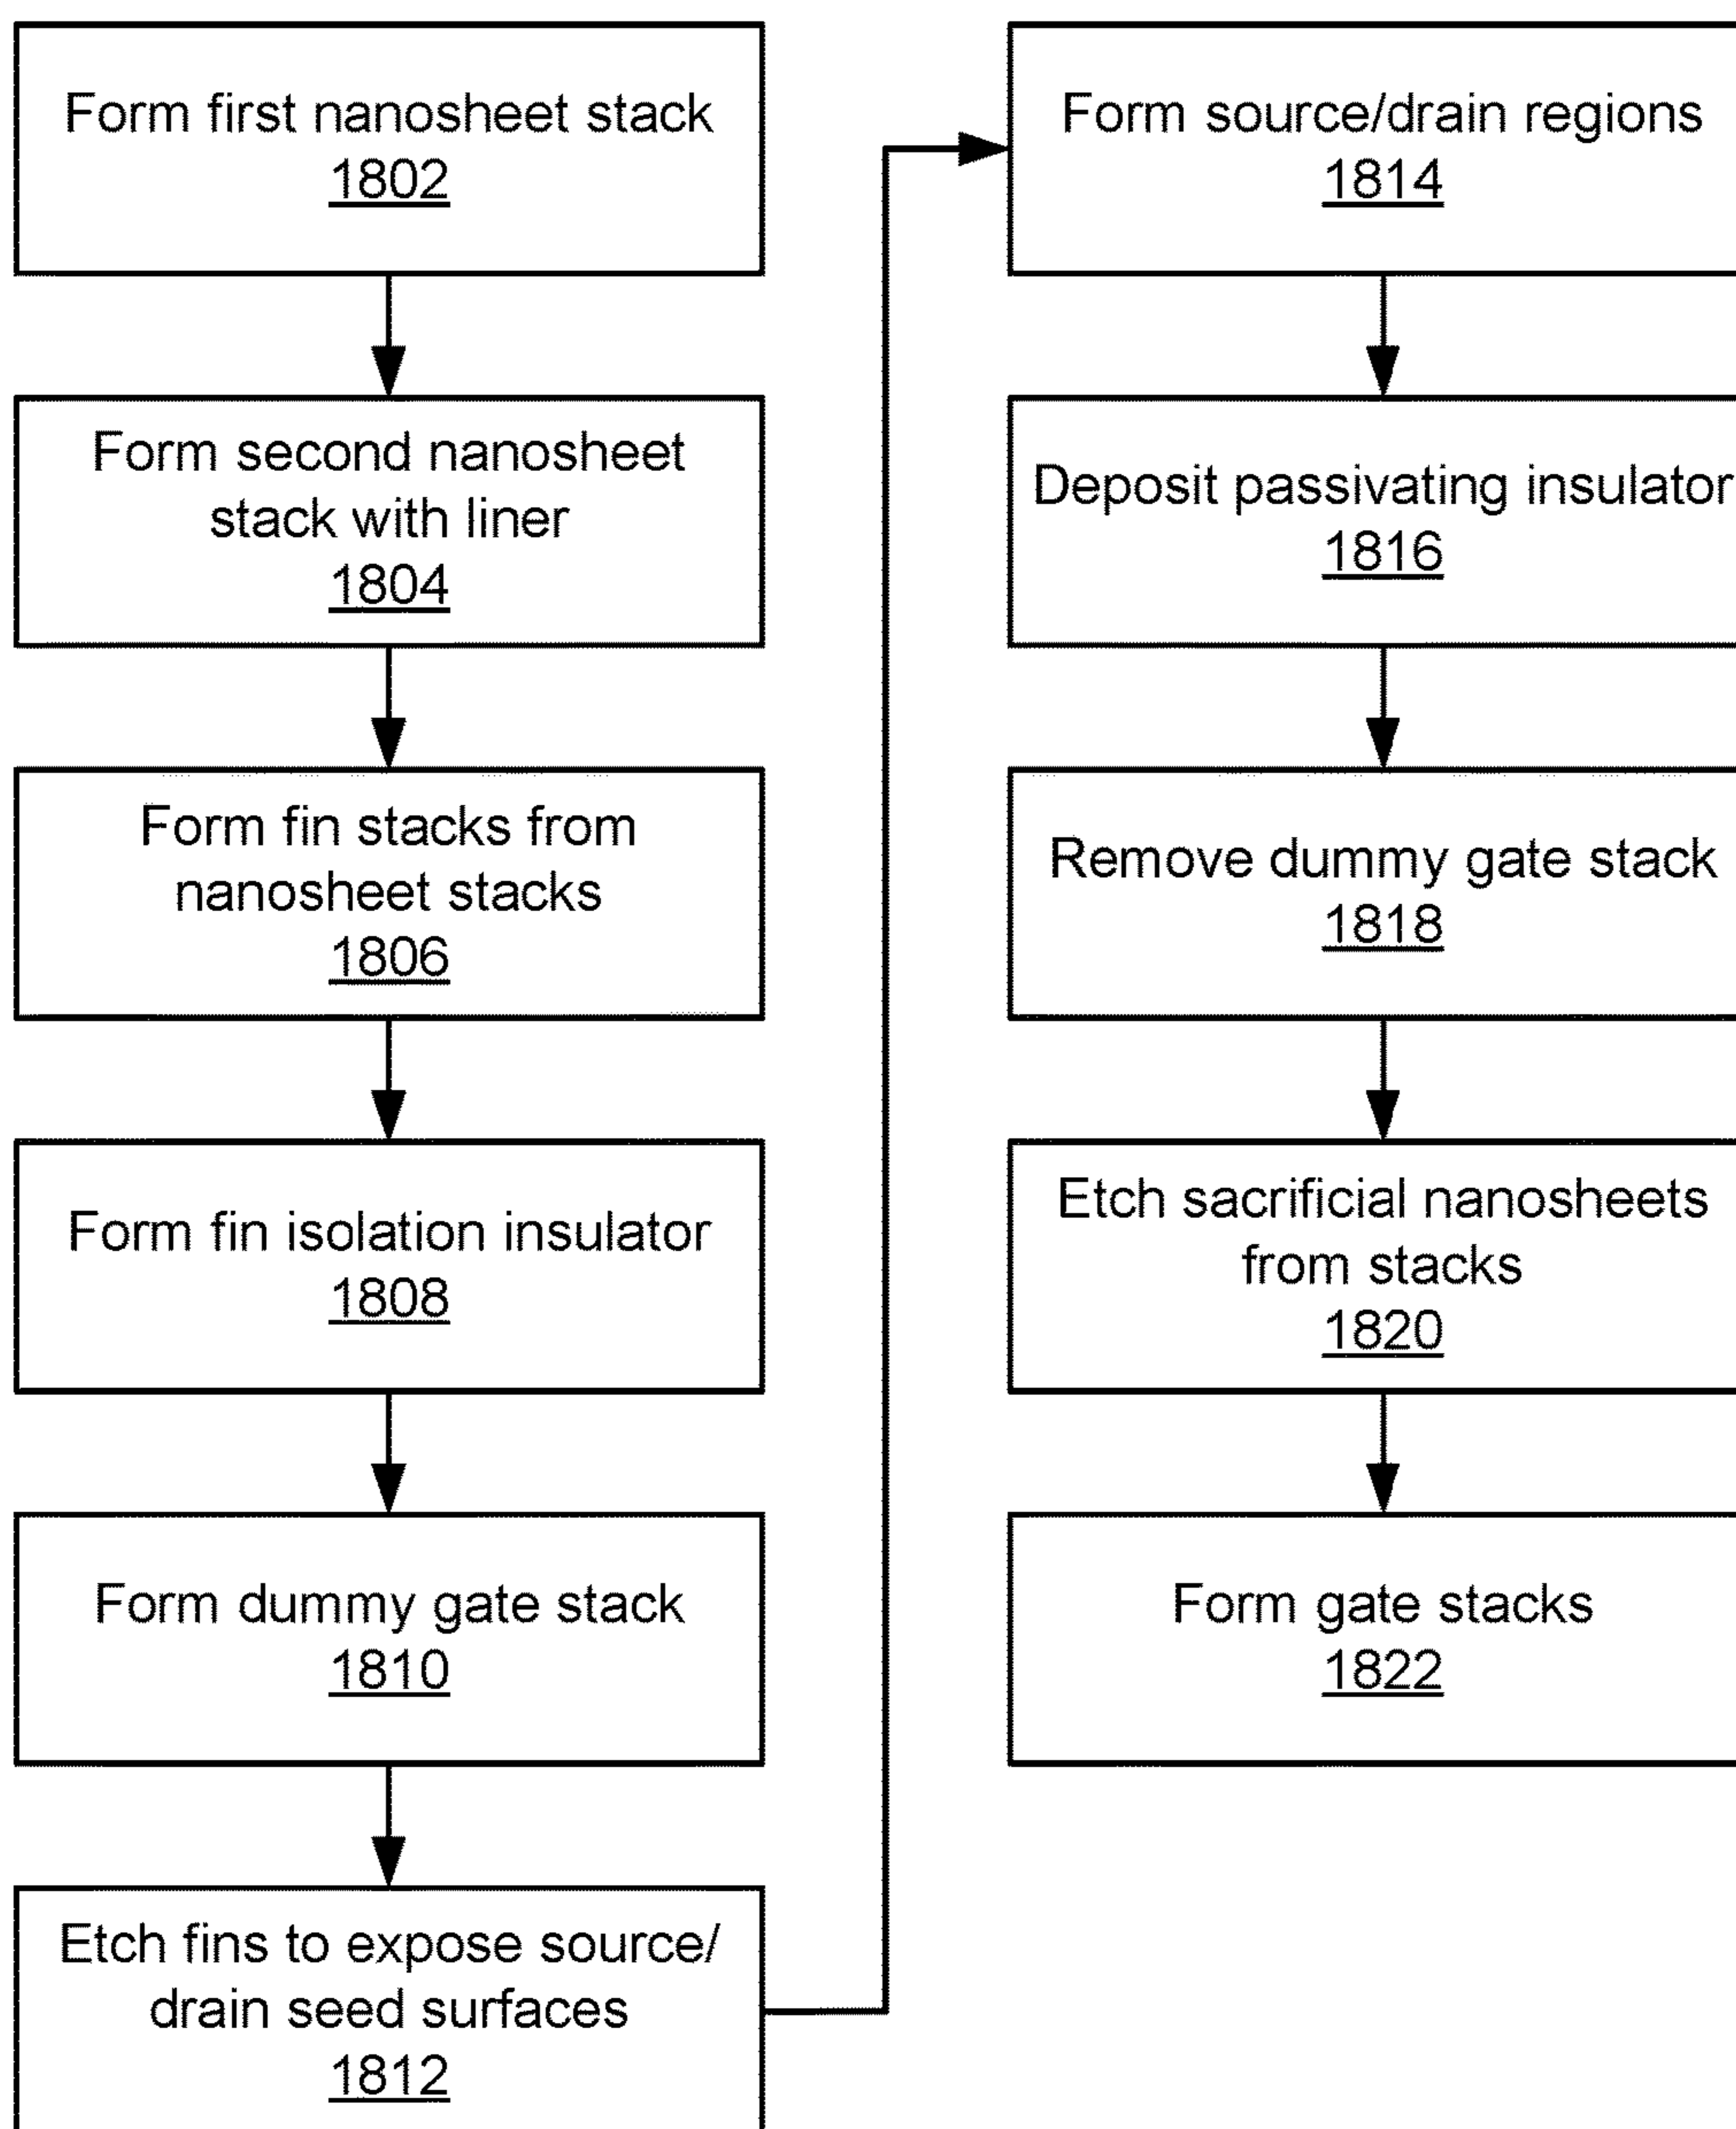 Form first nanosheet stack
1802
Form second nanosheet
stack with liner
1804
Form fin stacks from
nanosheet stacks
1806
Form fin isolation insulator
1808
Form dummy gate stack
1810
Etch fins to expose source/
drain seed surfaces
1812
Form source/drain regions
1814
Deposit passivating insulator
1816
Remove dummy gate stack
1818
Etch sacrificial nanosheets
from stacks
1820
Form gate stacks
1822